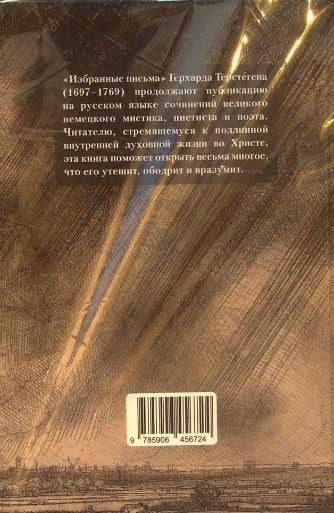 «Избранные письма» Герхарда Терстегена
(1697–1769) продолжают публикацию
на русском языке сочинений великого
немецкого мистика, пиетиста и поэта.
Читателю, стремящемуся к подлинной
внутренней духовной жизни во Христе,
эта книга поможет открыть весьма многое,
что его утешит, ободрит и вразумит.
9 785906 456724